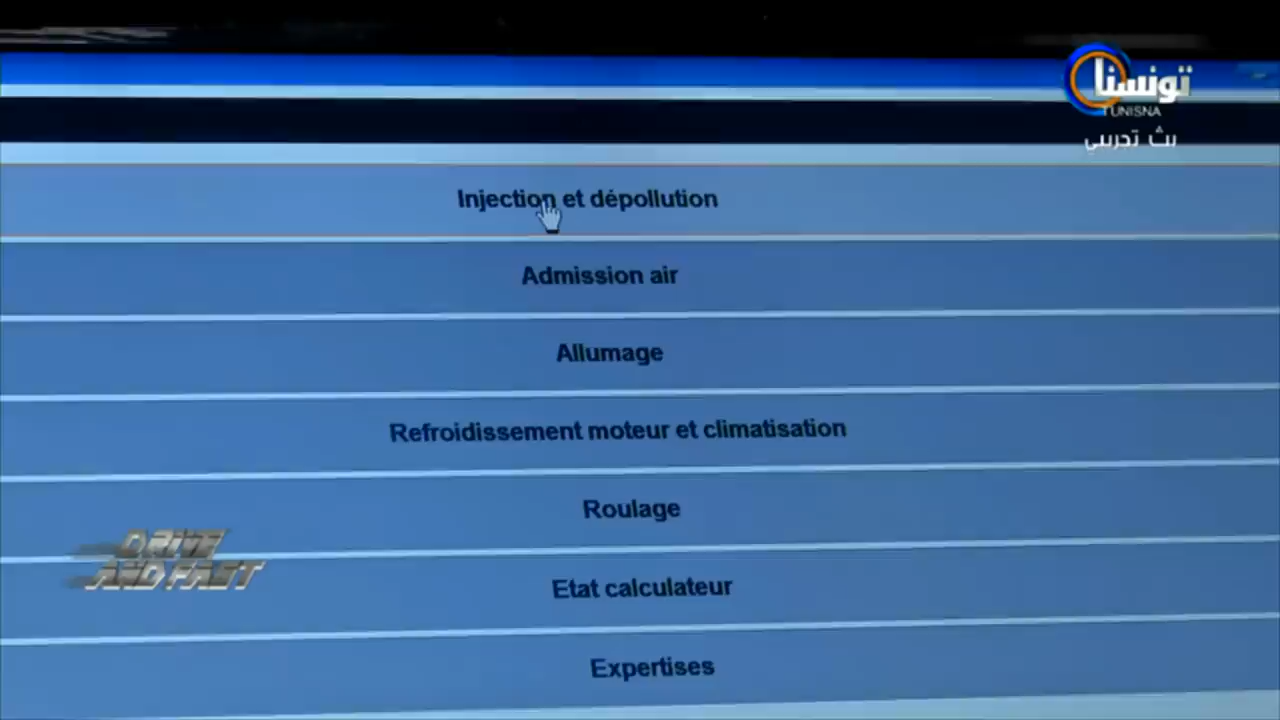 تونسنا
TUNISNA
بث تجريبي
Injection et dépollution
Admission air
Allumage
Refroidissement moteur et climatisation
Roulage
DRIVE
AND FAST
Etat calculateur
Expertises